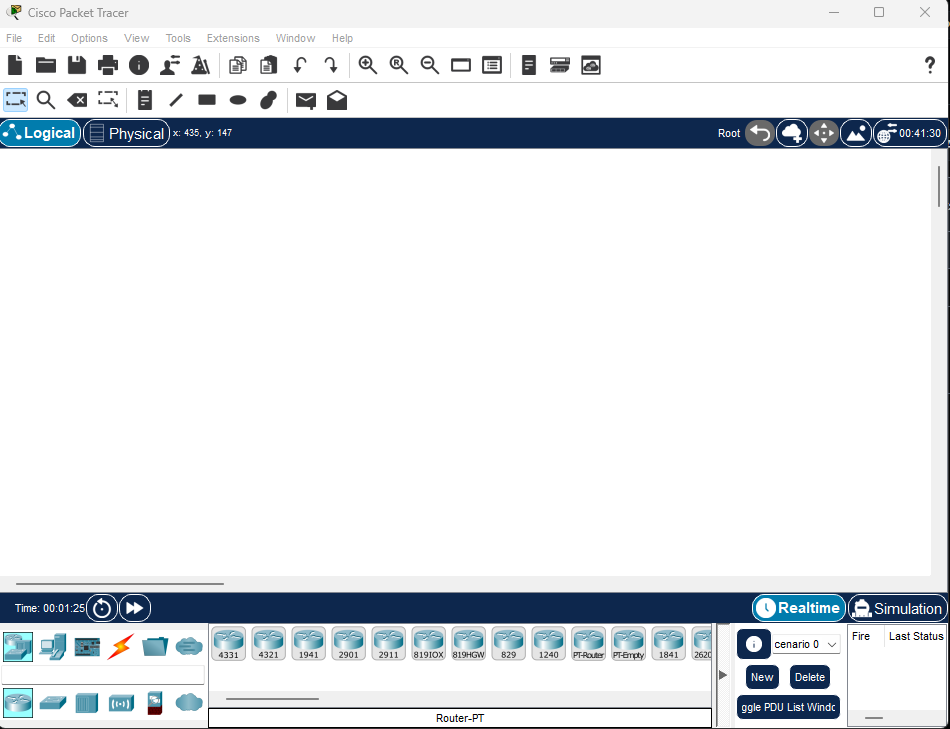 Cisco Packet Tracer
File Edit Options View Tools Extensions Window Help
Logical Physical x: 435, y: 147 Root 00:41:30
Time: 00:01:25 Realtime Simulation
4331 4321 1941 2901 2911 819IOX 819HGW 829 1240 PT-Router PT-Empty 1841 2620
cenario 0 Fire Last Status
New Delete
ggle PDU List Windo
Router-PT